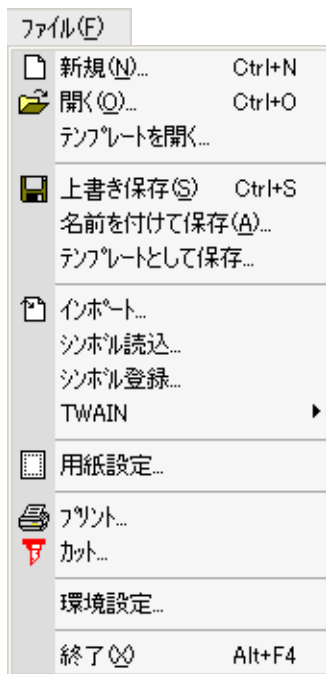 ファイル(F)
新規(N)... Ctrl+N
開く(O)... Ctrl+O
テンプレートを開く...
上書き保存(S) Ctrl+S
名前を付けて保存(A)...
テンプレートとして保存...
インポート...
シンボル読込...
シンボル登録...
TWAIN
用紙設定...
プリント...
カット...
環境設定...
終了(X) Alt+F4